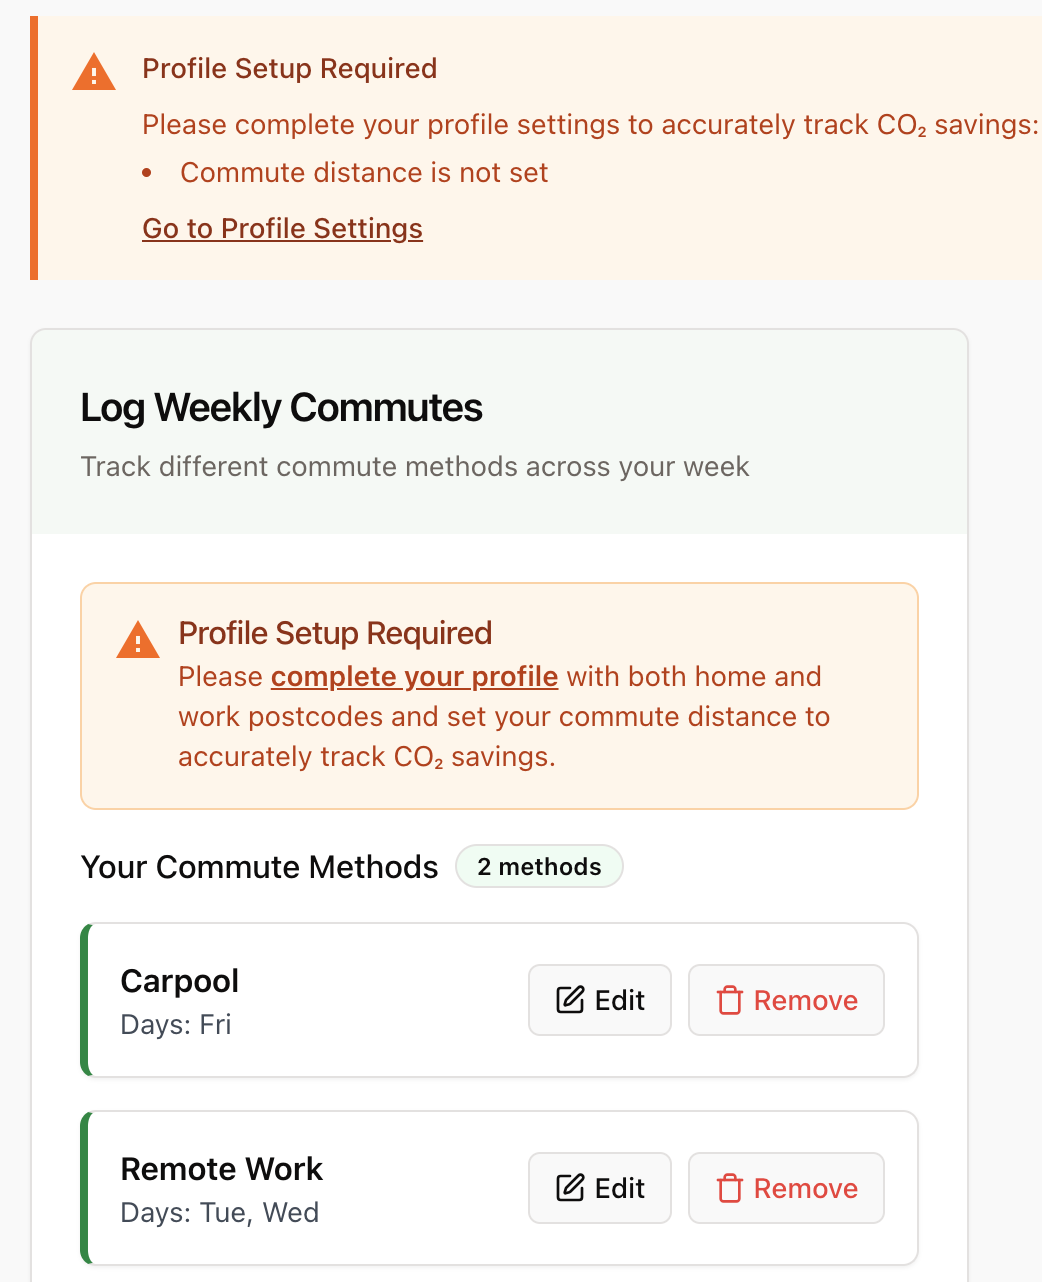 Profile Setup Required
Please complete your profile settings to accurately track CO₂ savings:
• Commute distance is not set
Go to Profile Settings
Log Weekly Commutes
Track different commute methods across your week
Profile Setup Required
Please complete your profile with both home and
work postcodes and set your commute distance to
accurately track CO₂ savings.
Your Commute Methods 2 methods
Carpool
Days: Fri
Edit Remove
Remote Work
Days: Tue, Wed
Edit Remove